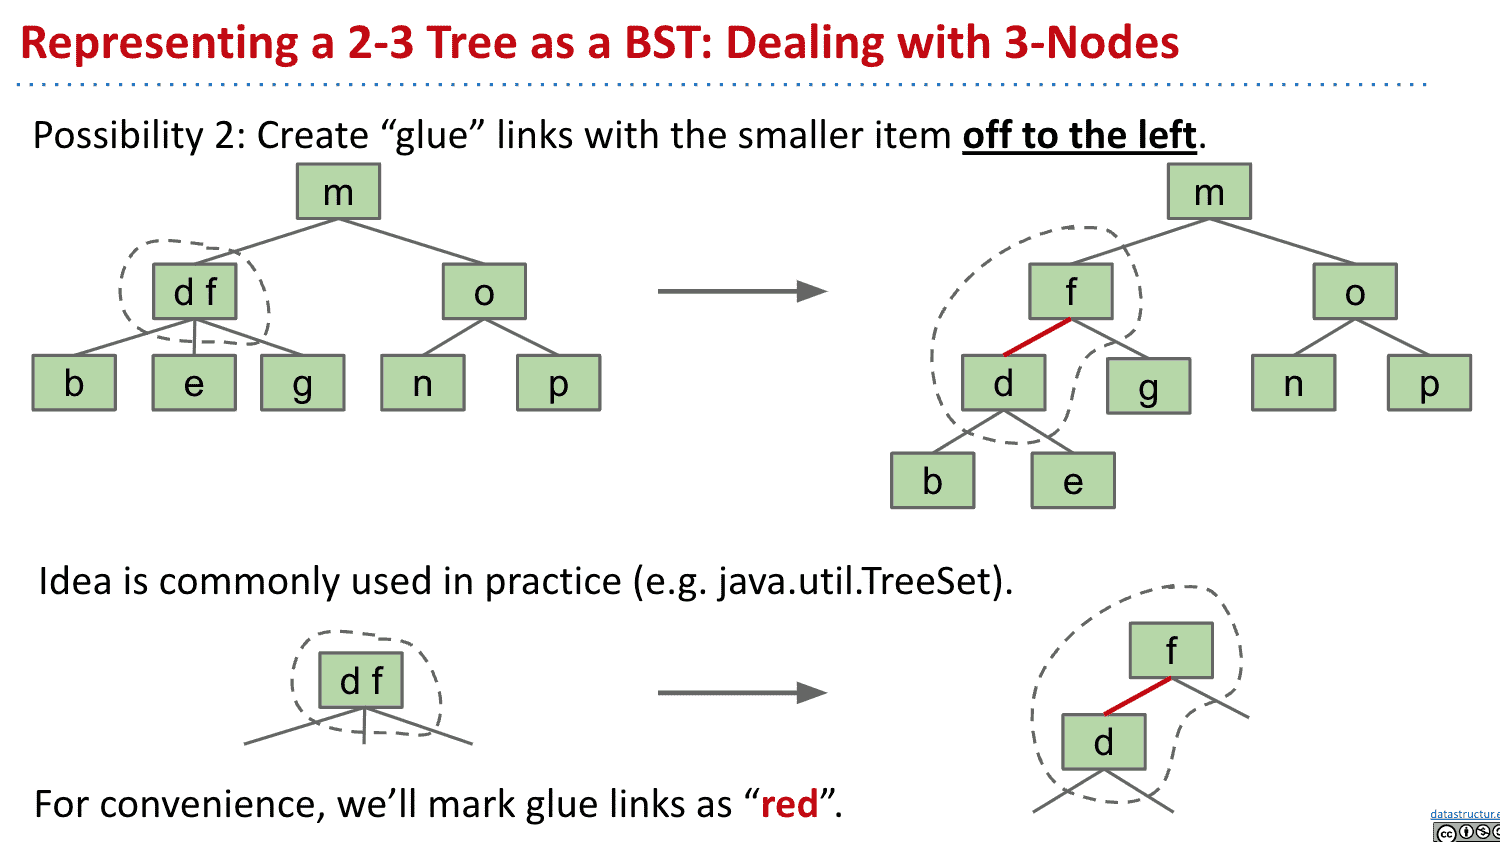 Representing a 2-3 Tree as a BST: Dealing with 3-Nodes
Possibility 2: Create “glue” links with the smaller item off to the left.
m
d f
o
b
e
g
n
p
m
f
o
d
g
n
p
b
e
Idea is commonly used in practice (e.g. java.util.TreeSet).
d f
f
d
For convenience, we’ll mark glue links as “red”.
datastructur.e
cc